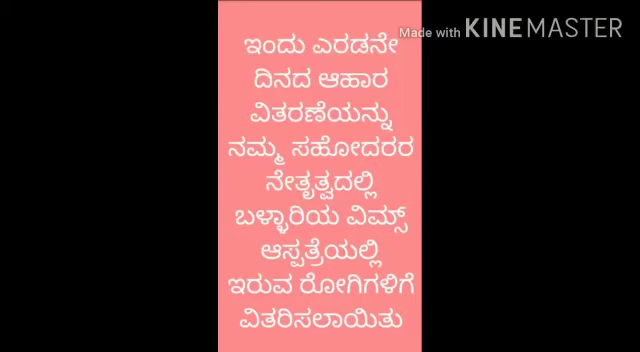 Made with KINEMASTER
ಇಂದು ಎರಡನೇ
ದಿನದ ಆಹಾರ
ವಿತರಣೆಯನ್ನು
ನಮ್ಮ ಸಹೋದರರ
ನೇತೃತ್ವದಲ್ಲಿ
ಬಳ್ಳಾರಿಯ ವಿಮ್ಸ್
ಆಸ್ಪತ್ರೆಯಲ್ಲಿ
ಇರುವ ರೋಗಿಗಳಿಗೆ
ವಿತರಿಸಲಾಯಿತು